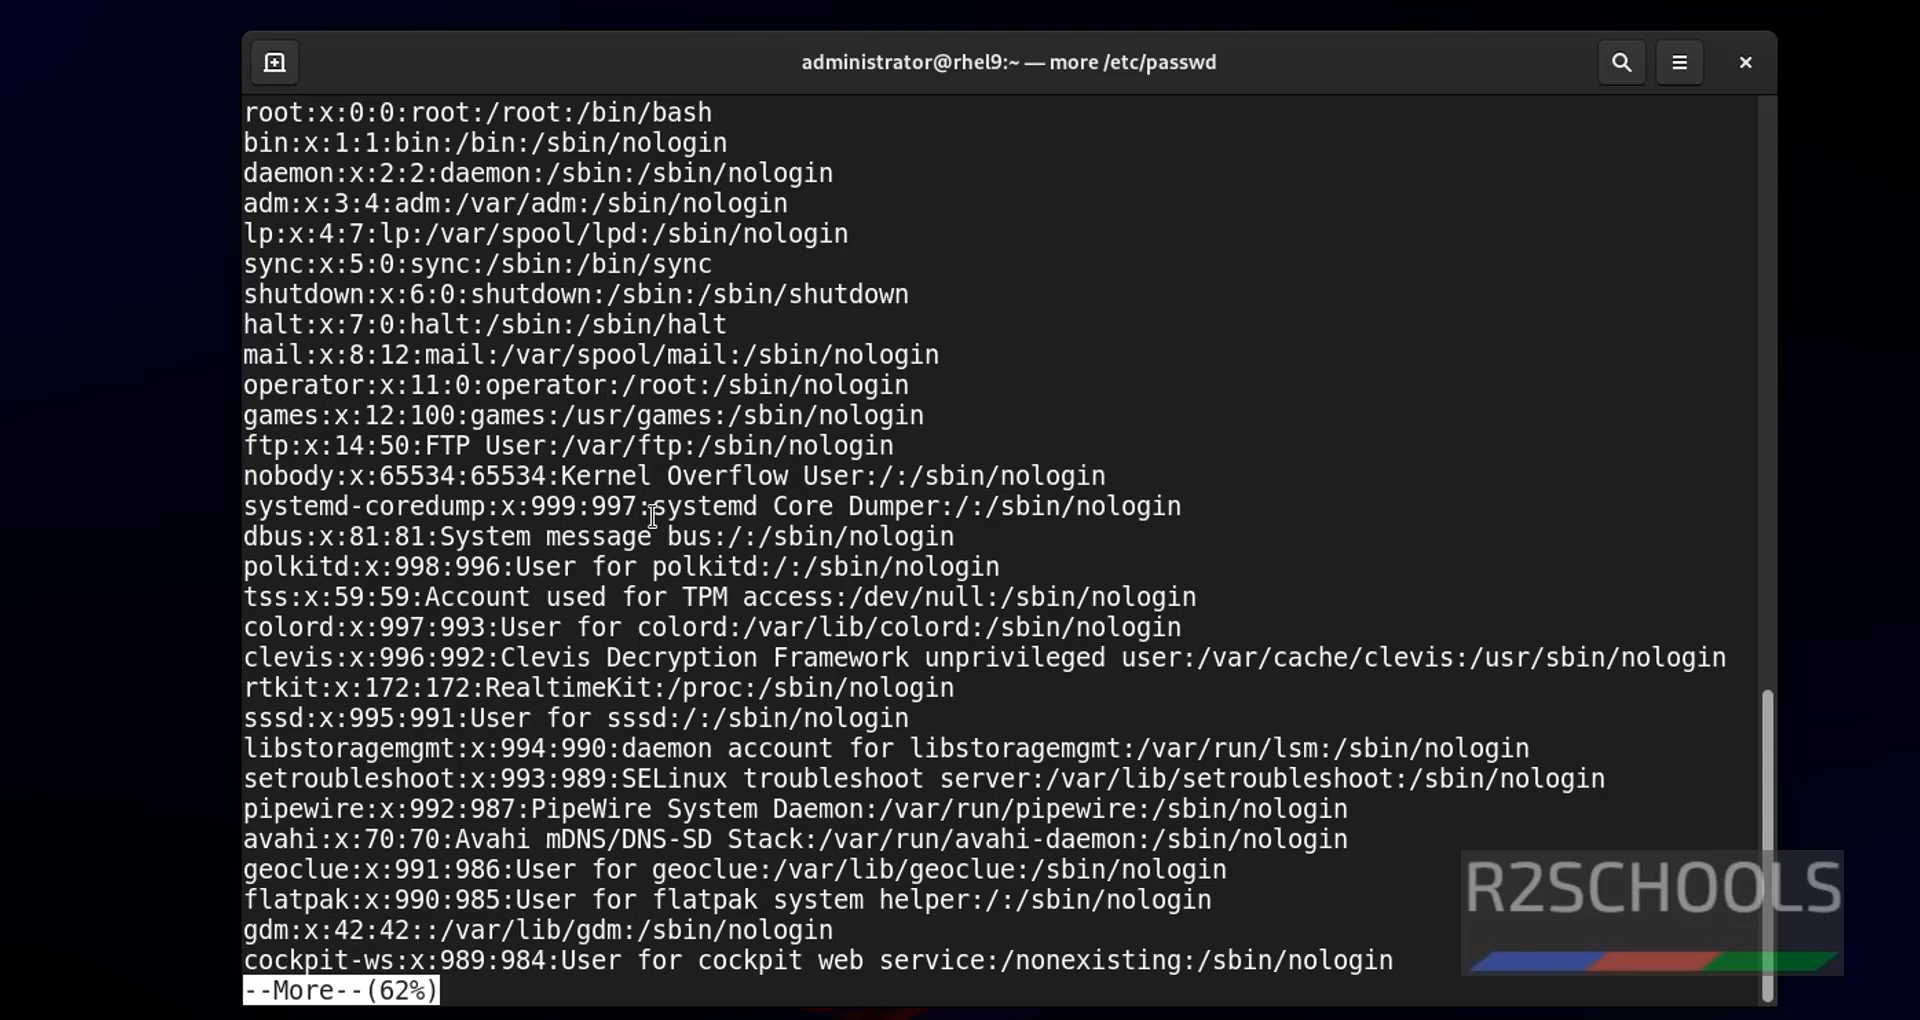 administrator@rhel9:~ — more /etc/passwd
root:x:0:0:root:/root:/bin/bash
bin:x:1:1:bin:/bin:/sbin/nologin
daemon:x:2:2:daemon:/sbin:/sbin/nologin
adm:x:3:4:adm:/var/adm:/sbin/nologin
lp:x:4:7:lp:/var/spool/lpd:/sbin/nologin
sync:x:5:0:sync:/sbin:/bin/sync
shutdown:x:6:0:shutdown:/sbin:/sbin/shutdown
halt:x:7:0:halt:/sbin:/sbin/halt
mail:x:8:12:mail:/var/spool/mail:/sbin/nologin
operator:x:11:0:operator:/root:/sbin/nologin
games:x:12:100:games:/usr/games:/sbin/nologin
ftp:x:14:50:FTP User:/var/ftp:/sbin/nologin
nobody:x:65534:65534:Kernel Overflow User:/:/sbin/nologin
systemd-coredump:x:999:997:systemd Core Dumper:/:/sbin/nologin
dbus:x:81:81:System message bus:/:/sbin/nologin
polkitd:x:998:996:User for polkitd:/:/sbin/nologin
tss:x:59:59:Account used for TPM access:/dev/null:/sbin/nologin
colord:x:997:993:User for colord:/var/lib/colord:/sbin/nologin
clevis:x:996:992:Clevis Decryption Framework unprivileged user:/var/cache/clevis:/usr/sbin/nologin
rtkit:x:172:172:RealtimeKit:/proc:/sbin/nologin
sssd:x:995:991:User for sssd:/:/sbin/nologin
libstoragemgmt:x:994:990:daemon account for libstoragemgmt:/var/run/lsm:/sbin/nologin
setroubleshoot:x:993:989:SELinux troubleshoot server:/var/lib/setroubleshoot:/sbin/nologin
pipewire:x:992:987:PipeWire System Daemon:/var/run/pipewire:/sbin/nologin
avahi:x:70:70:Avahi mDNS/DNS-SD Stack:/var/run/avahi-daemon:/sbin/nologin
geoclue:x:991:986:User for geoclue:/var/lib/geoclue:/sbin/nologin
flatpak:x:990:985:User for flatpak system helper:/:/sbin/nologin
gdm:x:42:42::/var/lib/gdm:/sbin/nologin
cockpit-ws:x:989:984:User for cockpit web service:/nonexisting:/sbin/nologin
--More--(62%)
R2SCHOOLS